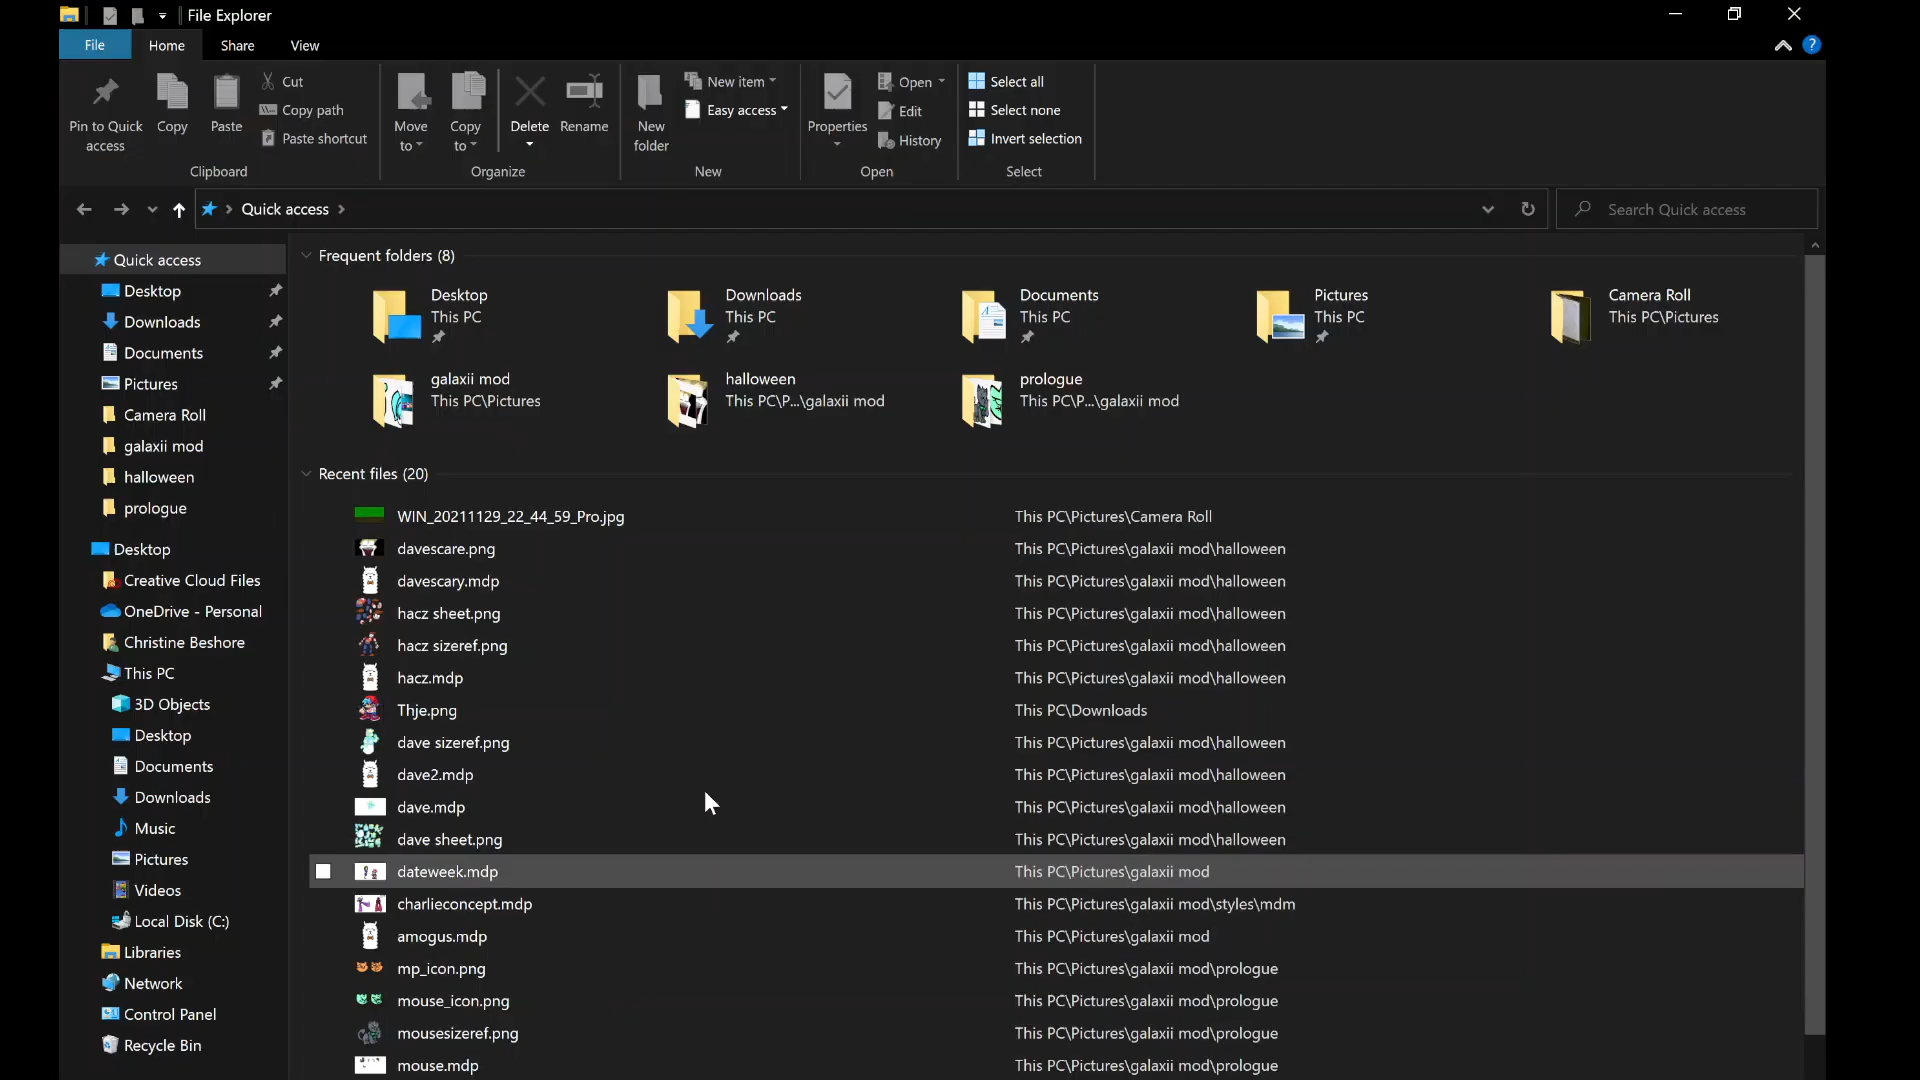 File Explorer
File
Home
Share
View
Pin to Quick access
Copy
Paste
Cut
Copy path
Paste shortcut
Clipboard
Move to
Copy to
Delete
Rename
Organize
New folder
New item
Easy access
New
Properties
Open
Edit
History
Open
Select all
Select none
Invert selection
Select
Quick access
Search Quick access
Quick access
Desktop
Downloads
Documents
Pictures
Camera Roll
galaxii mod
halloween
prologue
Desktop
Creative Cloud Files
OneDrive - Personal
Christine Beshore
This PC
3D Objects
Desktop
Documents
Downloads
Music
Pictures
Videos
Local Disk (C:)
Libraries
Network
Control Panel
Recycle Bin
Frequent folders (8)
Desktop
This PC
Downloads
This PC
Documents
This PC
Pictures
This PC
Camera Roll
This PC\Pictures
galaxii mod
This PC\Pictures
halloween
This PC\P...\galaxii mod
prologue
This PC\P...\galaxii mod
Recent files (20)
WIN_20211129_22_44_59_Pro.jpg This PC\Pictures\Camera Roll
davescare.png This PC\Pictures\galaxii mod\halloween
davescary.mdp This PC\Pictures\galaxii mod\halloween
hacz sheet.png This PC\Pictures\galaxii mod\halloween
hacz sizeref.png This PC\Pictures\galaxii mod\halloween
hacz.mdp This PC\Pictures\galaxii mod\halloween
Thje.png This PC\Downloads
dave sizeref.png This PC\Pictures\galaxii mod\halloween
dave2.mdp This PC\Pictures\galaxii mod\halloween
dave.mdp This PC\Pictures\galaxii mod\halloween
dave sheet.png This PC\Pictures\galaxii mod\halloween
dateweek.mdp This PC\Pictures\galaxii mod
charlieconcept.mdp This PC\Pictures\galaxii mod\styles\mdm
amogus.mdp This PC\Pictures\galaxii mod
mp_icon.png This PC\Pictures\galaxii mod\prologue
mouse_icon.png This PC\Pictures\galaxii mod\prologue
mousesizeref.png This PC\Pictures\galaxii mod\prologue
mouse.mdp This PC\Pictures\galaxii mod\prologue